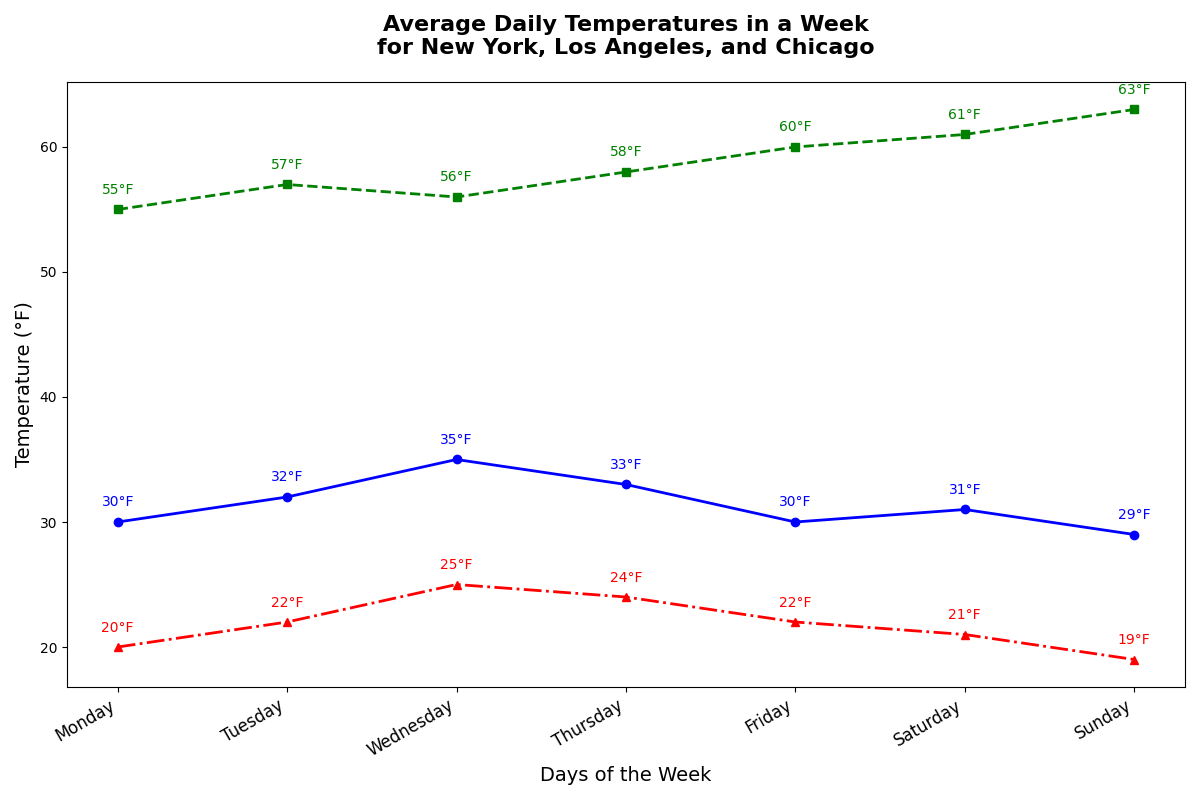 Average Daily Temperatures in a Week
for New York, Los Angeles, and Chicago
Temperature (°F)
60
50
40
30
20
55°F
57°F
56°F
58°F
60°F
61°F
63°F
30°F
32°F
35°F
33°F
30°F
31°F
29°F
20°F
22°F
25°F
24°F
22°F
21°F
19°F
Monday
Tuesday
Wednesday
Thursday
Friday
Saturday
Sunday
Days of the Week